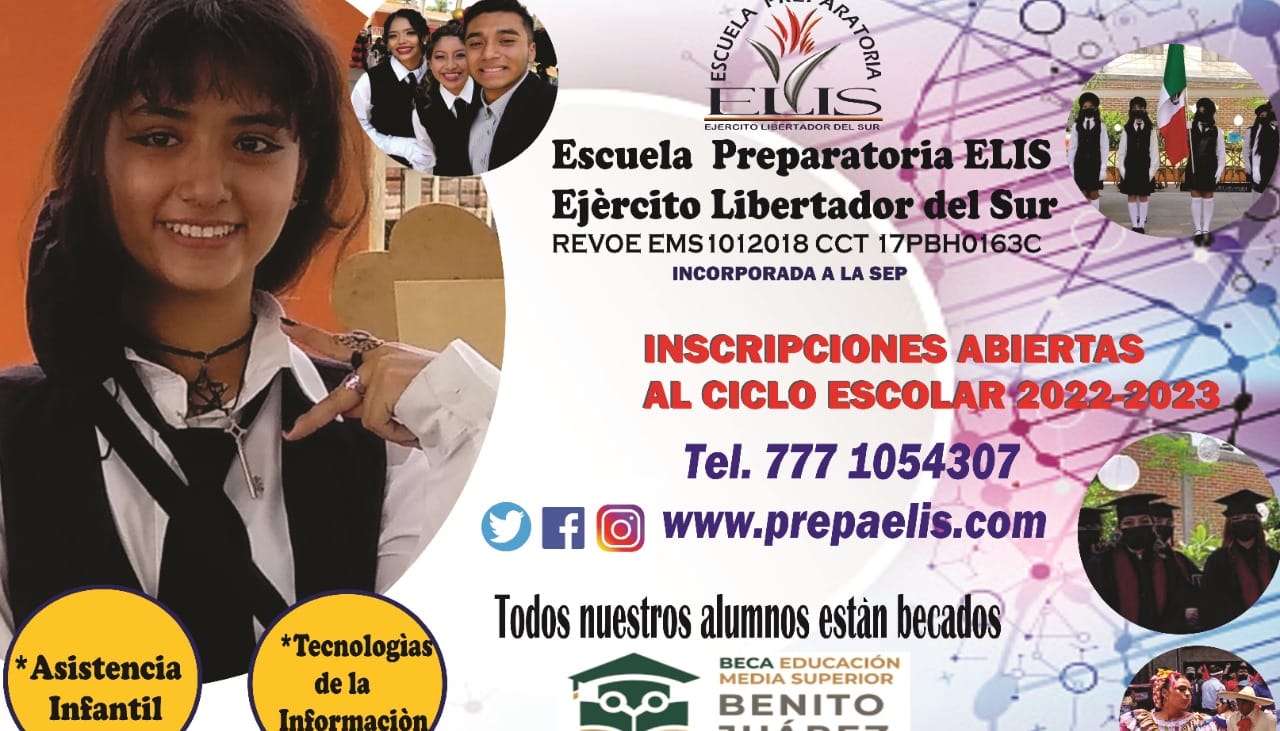 ESCUELA PREPARATORIA
ELIS
EJERCITO LIBERTADOR DEL SUR
Escuela Preparatoria ELIS
Ejèrcito Libertador del Sur
REVOE EMS1012018 CCT 17PBH0163C
INCORPORADA A LA SEP
INSCRIPCIONES ABIERTAS
AL CICLO ESCOLAR 2022-2023
Tel. 777 1054307
www.prepaelis.com
Todos nuestros alumnos estàn becados
*Asistencia
Infantil
*Tecnologìas
de la
Informaciòn
BECA EDUCACIÓN
MEDIA SUPERIOR
BENITO
JUÁREZ